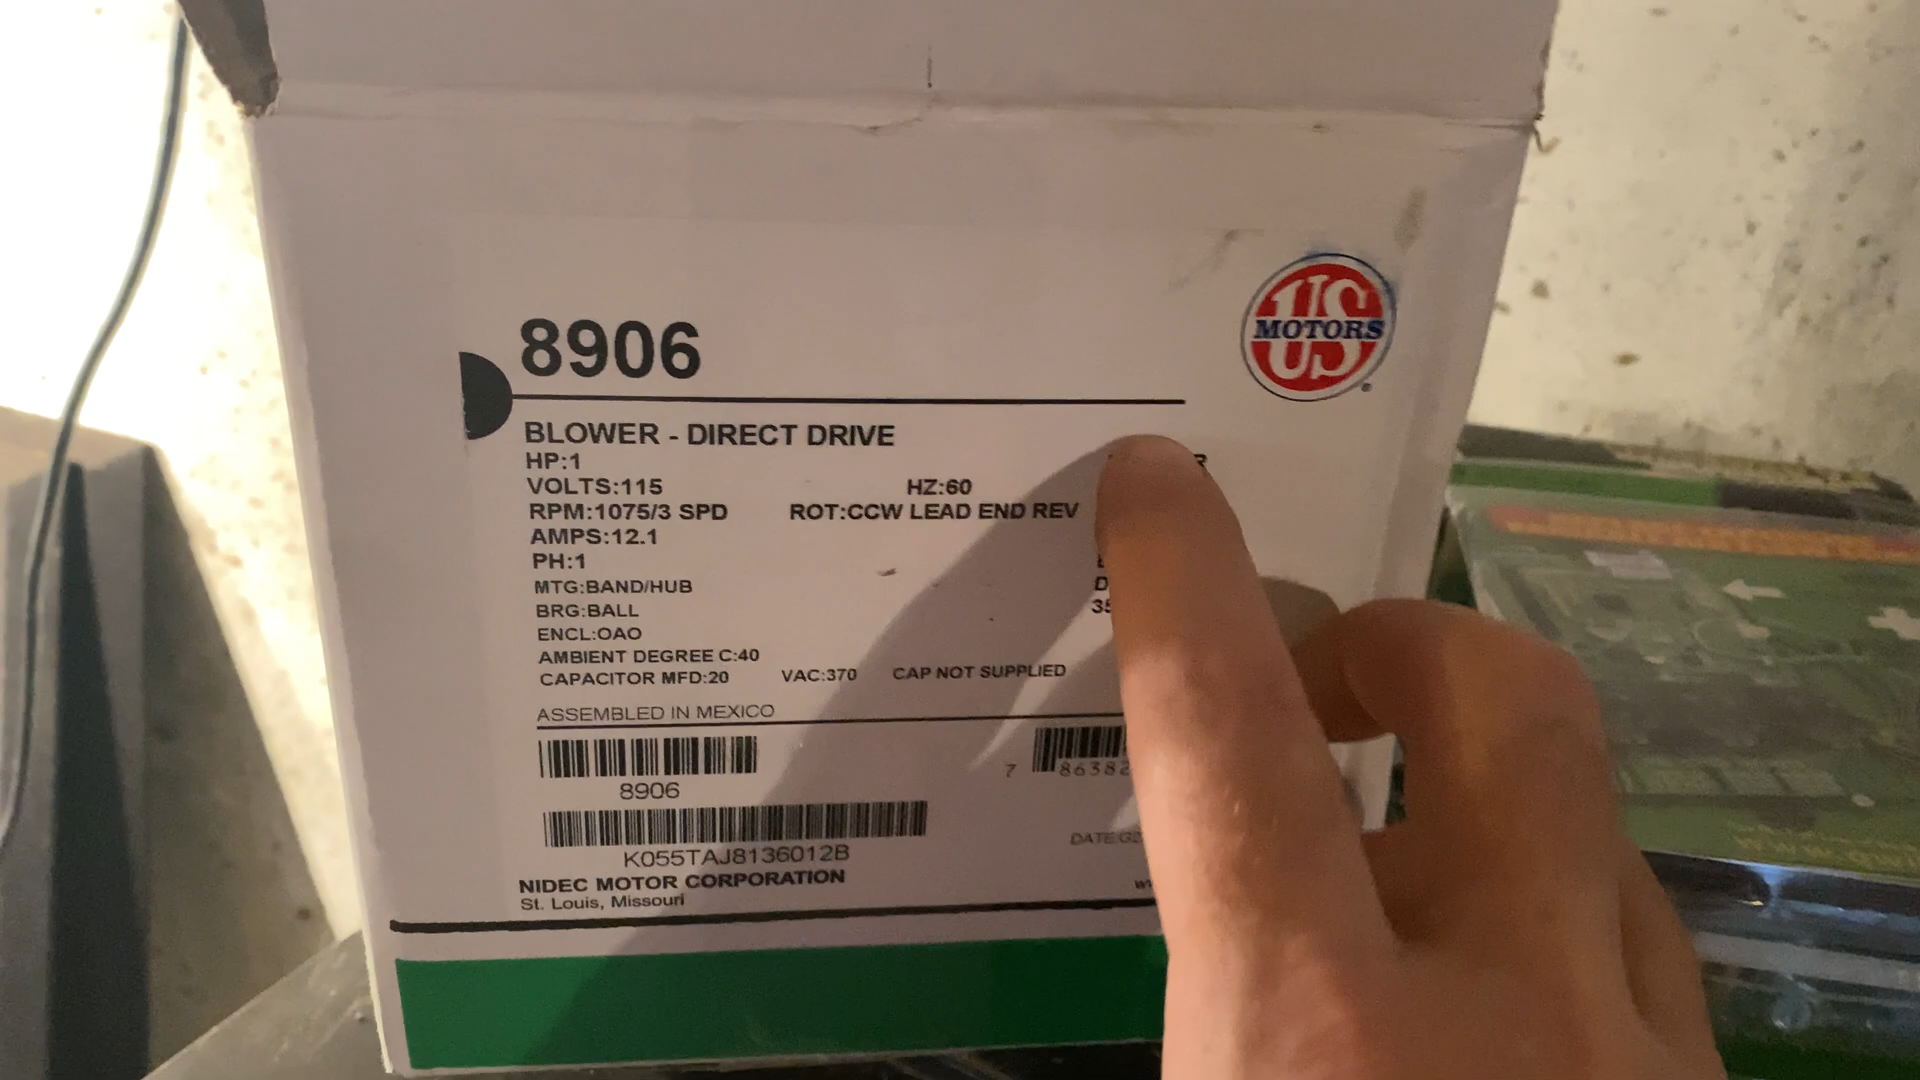 US
MOTORS
8906
BLOWER - DIRECT DRIVE
HP:1
VOLTS:115 HZ:60
RPM:1075/3 SPD ROT:CCW LEAD END REV
AMPS:12.1
PH:1
MTG:BAND/HUB
BRG:BALL
ENCL:OAO
AMBIENT DEGREE C:40
CAPACITOR MFD:20 VAC:370 CAP NOT SUPPLIED
ASSEMBLED IN MEXICO
8906 7 86382
K055TAJ8136012B
NIDEC MOTOR CORPORATION
St. Louis, Missouri